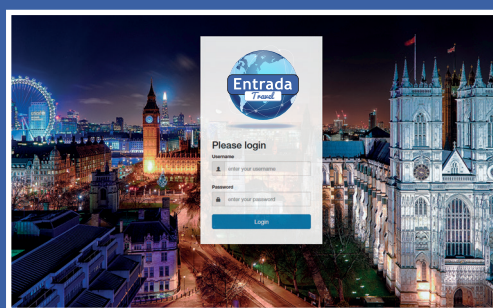 Entrada
Travel
Please login
Username
enter your username
Password
enter your password
Login